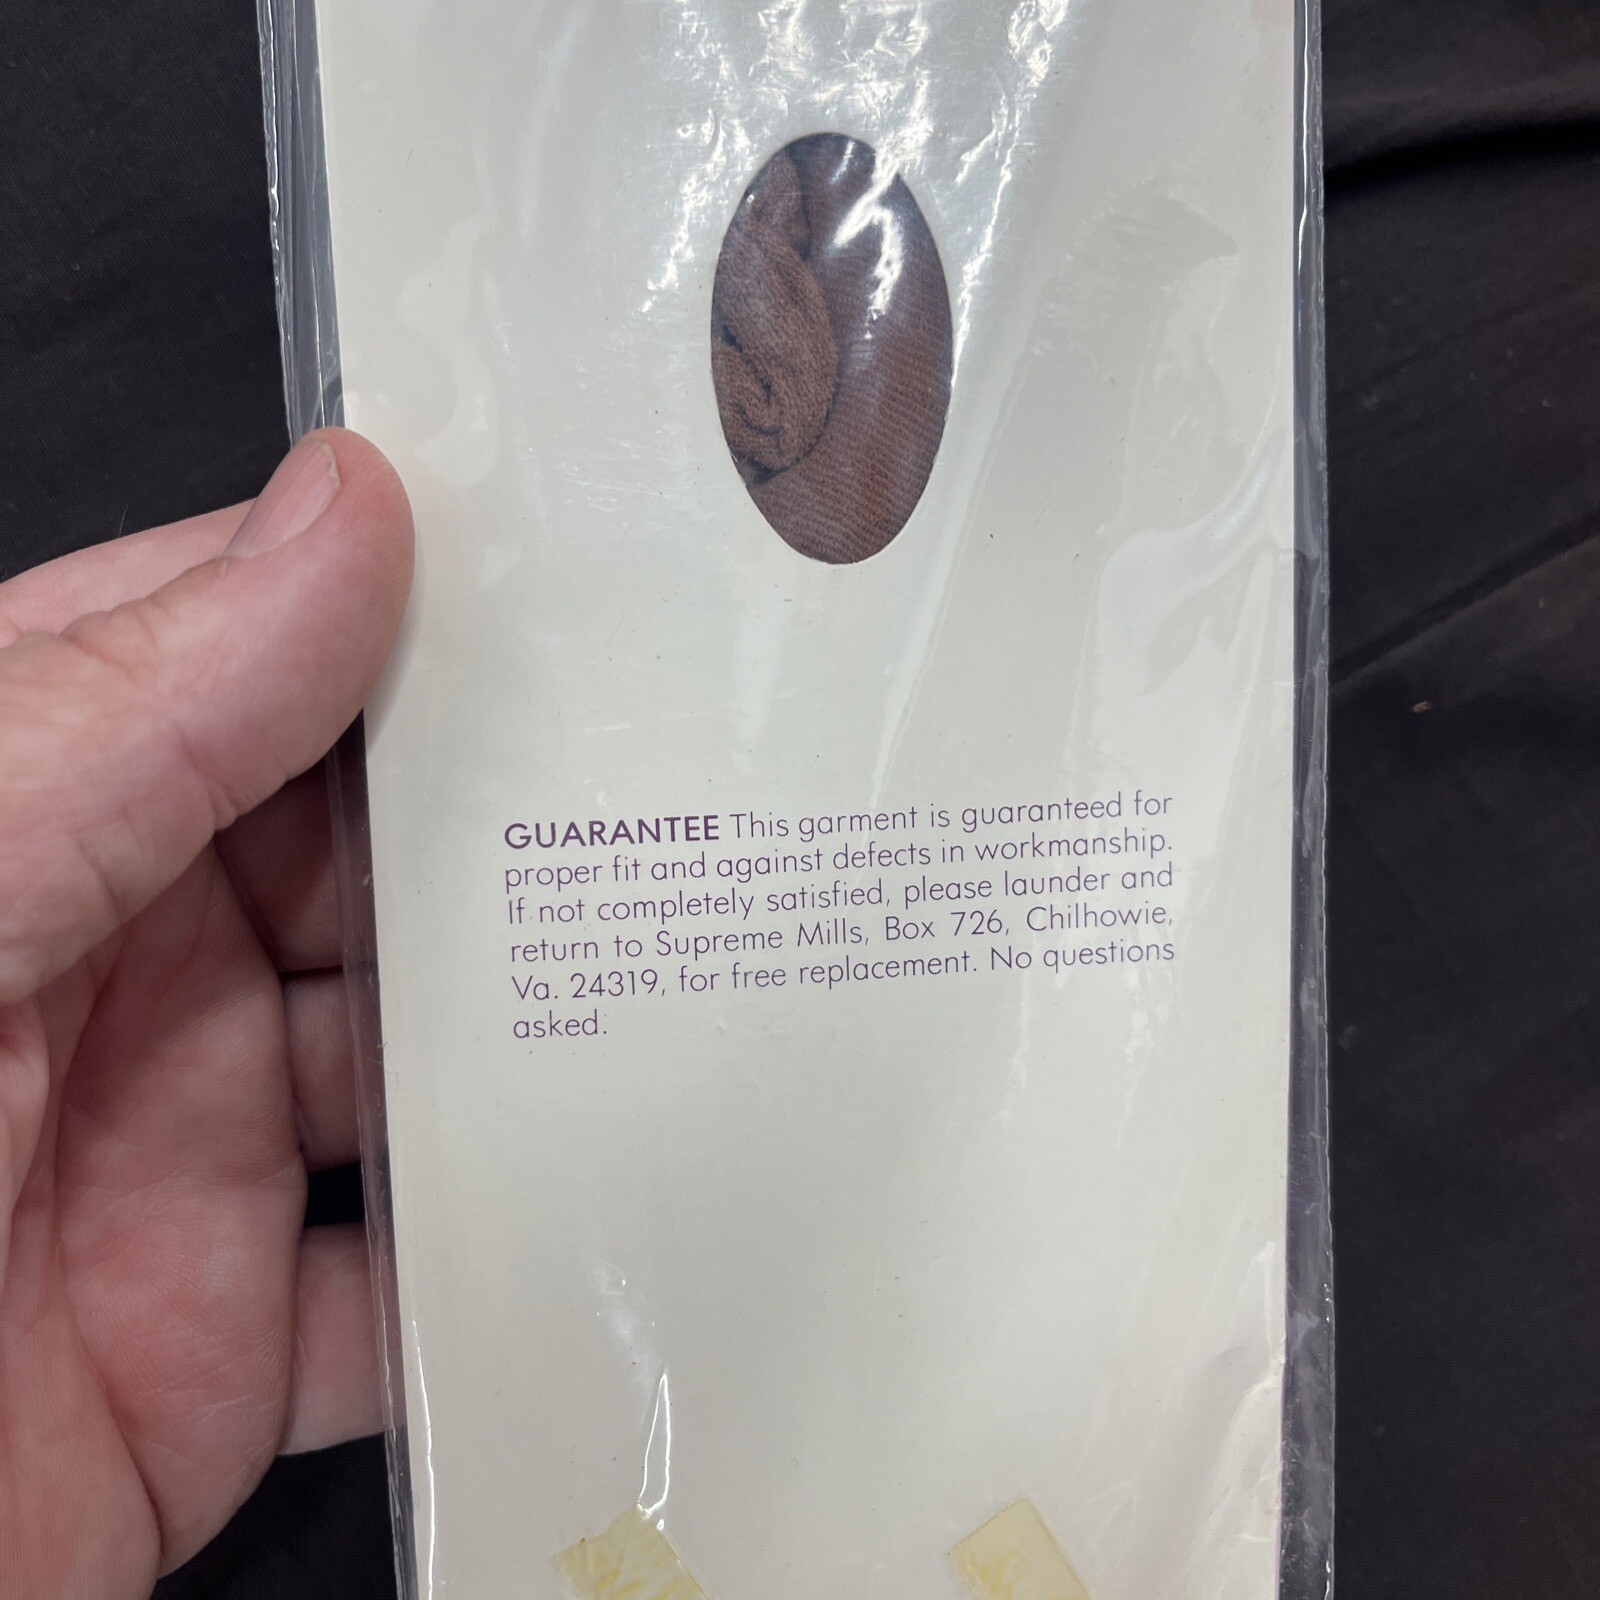 GUARANTEE This garment is guaranteed for
proper fit and against defects in workmanship.
If not completely satisfied, please launder and
return to Supreme Mills, Box 726, Chilhowie,
Va. 24319, for free replacement. No questions
asked.